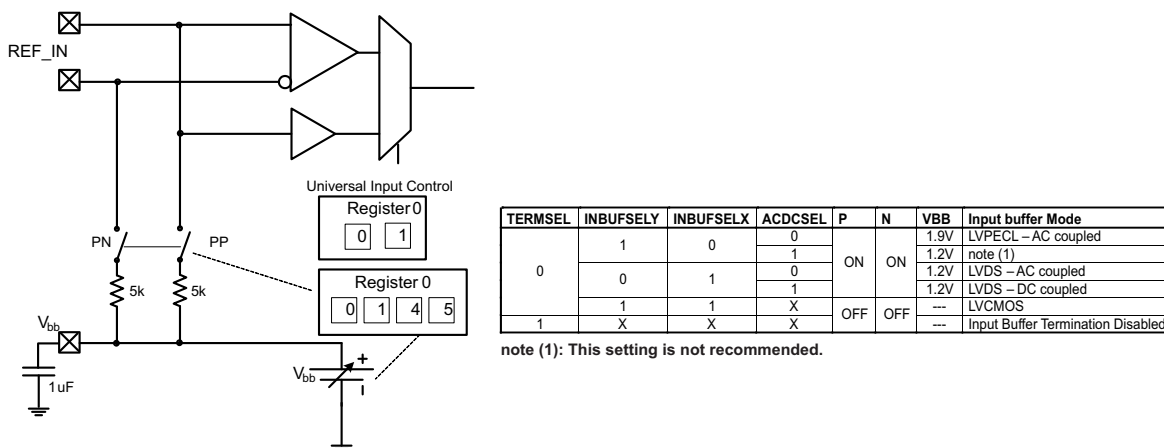 REF_IN
Universal Input Control
Register 0
0 1
PN PP
5k 5k
Register 0
0 1 4 5
Vbb
1uF
Vbb
+
TERMSEL INBUFSELY INBUFSELX ACDCSEL P N VBB Input buffer Mode
0 1 0 0 ON ON 1.9V LVPECL – AC coupled
1 1.2V note (1)
0 1 0 1.2V LVDS – AC coupled
1 1.2V LVDS – DC coupled
1 1 X OFF OFF --- LVCMOS
1 X X X --- Input Buffer Termination Disabled
note (1): This setting is not recommended.